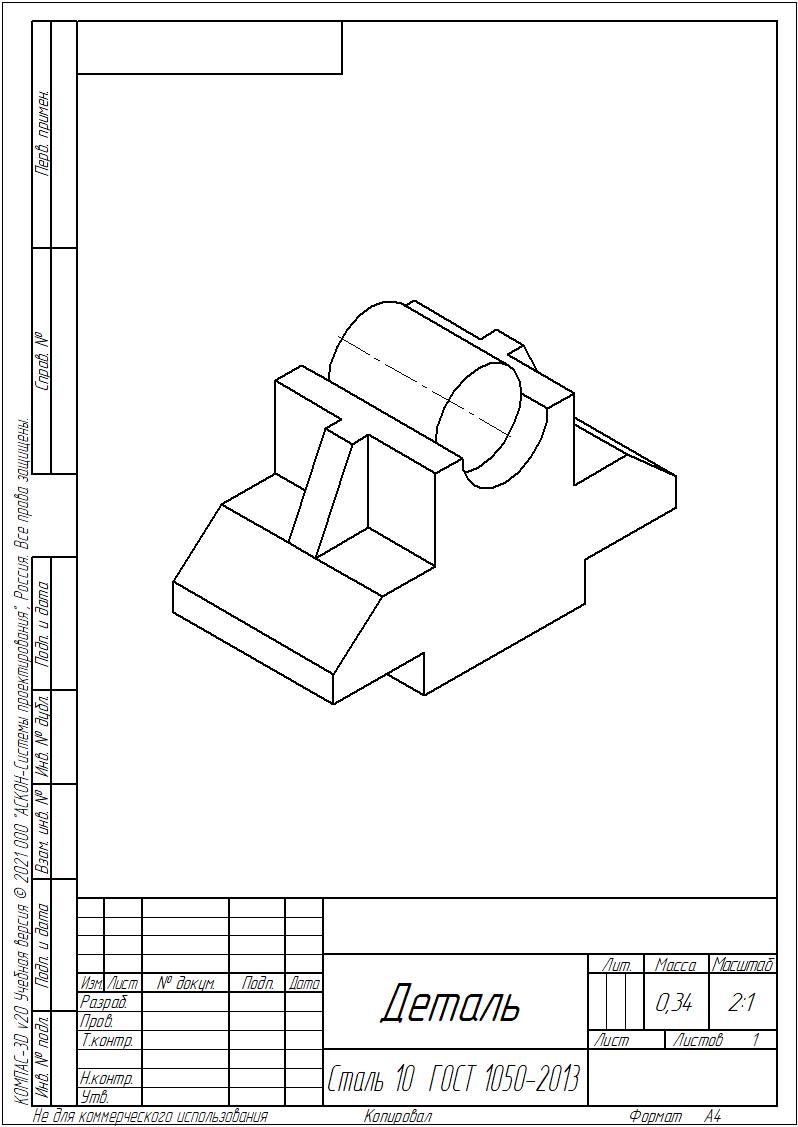 Перв. примен.
Справ. №
Подп. и дата
Инв. № дубл.
Взам. инв. №
Подп. и дата
Инв. № подл.
КОМПАС-3D v20 Учебная версия © 2021 ООО "АСКОН-Системы проектирования", Россия. Все права защищены.
Изм. Лист № докум. Подп. Дата
Разраб.
Пров.
Т.контр.
Н.контр.
Утв.
Деталь
Сталь 10 ГОСТ 1050-2013
Лит. Масса Масштаб
0,34 2:1
Лист Листов 1
Не для коммерческого использования Копировал Формат А4